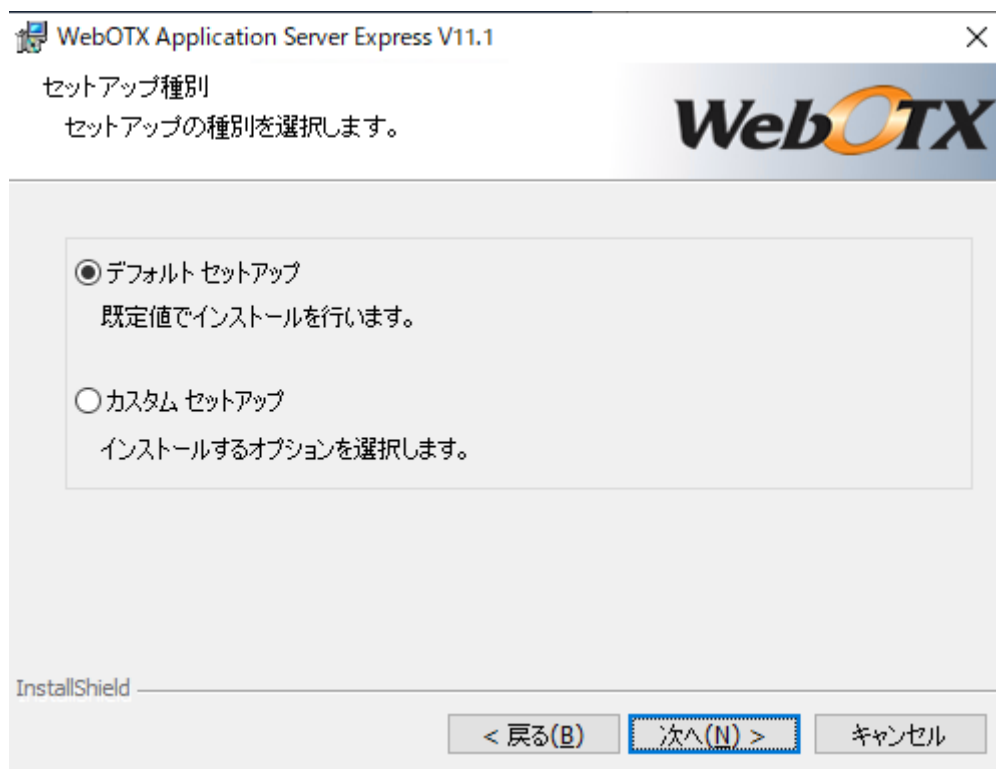 WebOTX Application Server Express V11.1
セットアップ種別
セットアップの種別を選択します。
WebOTX
デフォルト セットアップ
既定値でインストールを行います。
カスタム セットアップ
インストールするオプションを選択します。
InstallShield
< 戻る(B)
次へ(N) >
キャンセル